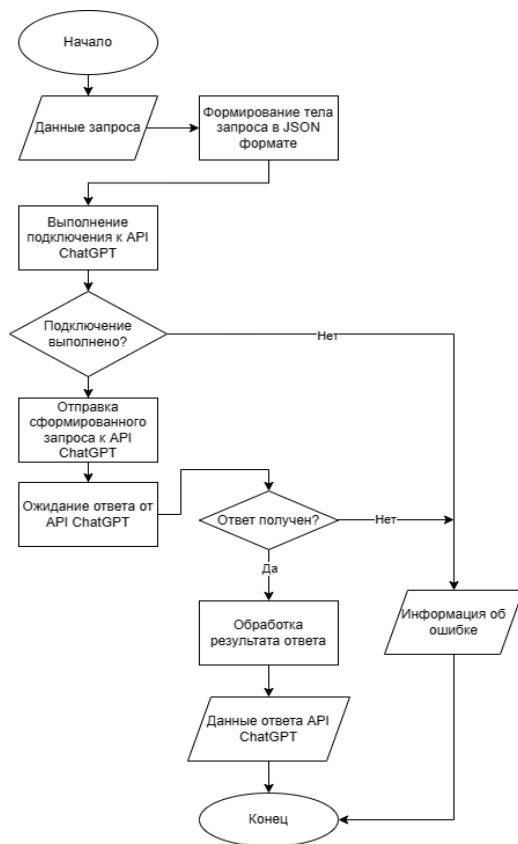 Начало
Данные запроса
Формирование тела
запроса в JSON
формате
Выполнение
подключения к API
ChatGPT
Подключение
выполнено?
Нет
Отправка
сформированного
запроса к API
ChatGPT
Ожидание ответа от
API ChatGPT
Ответ получен?
Нет
Да
Обработка
результата ответа
Информация об
ошибке
Данные ответа API
ChatGPT
Конец